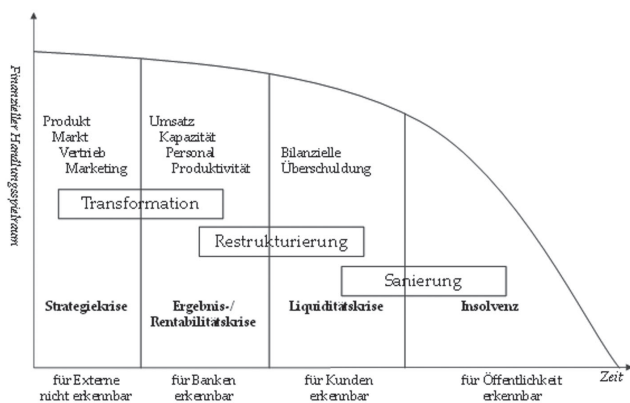 Finanzieller Handlungsspielraum
Produkt
Markt
Vertrieb
Marketing
Umsatz
Kapazität
Personal
Produktivität
Bilanzielle
Überschuldung
Transformation
Restrukturierung
Sanierung
Strategiekrise
Ergebnis-/
Rentabilitätskrise
Liquiditätskrise
Insolvenz
Zeit
für Externe
nicht erkennbar
für Banken
erkennbar
für Kunden
erkennbar
für Öffentlichkeit
erkennbar